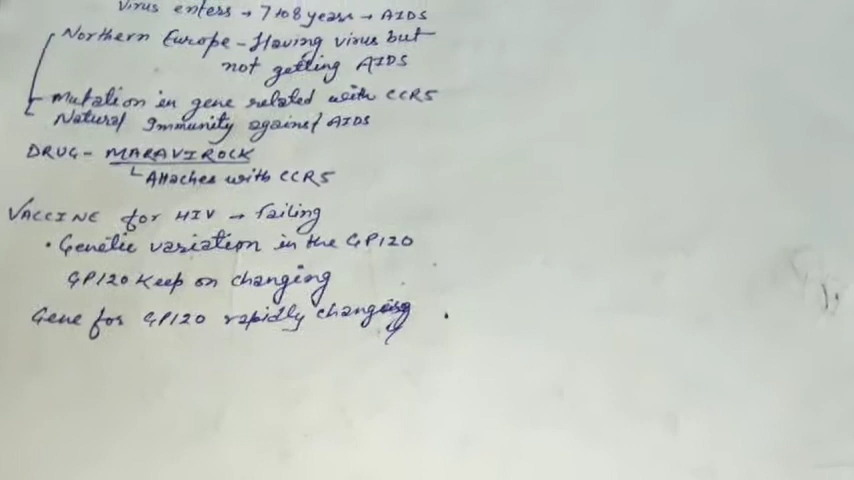 Virus enters → 7 to 8 years → AIDS
Northern Europe - Having virus but
not getting AIDS
Mutation in gene related with CCR5
Natural Immunity against AIDS
DRUG - MARAVIROCK
Attaches with CCR5
VACCINE for HIV → failing
• Genetic variation in the GP120
GP120 Keep on changing
Gene for GP120 rapidly changing